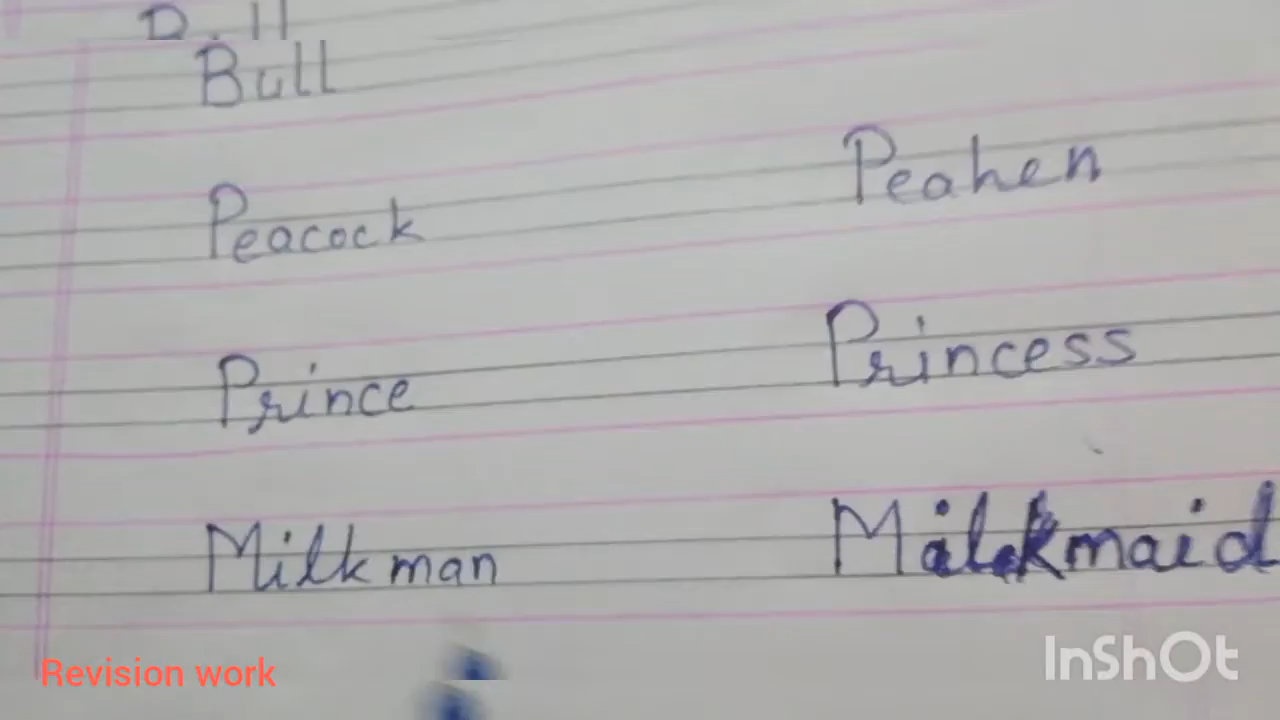 Bull
Peacock Peahen
Prince Princess
Milkman Milkmaid
Revision work
InShOt